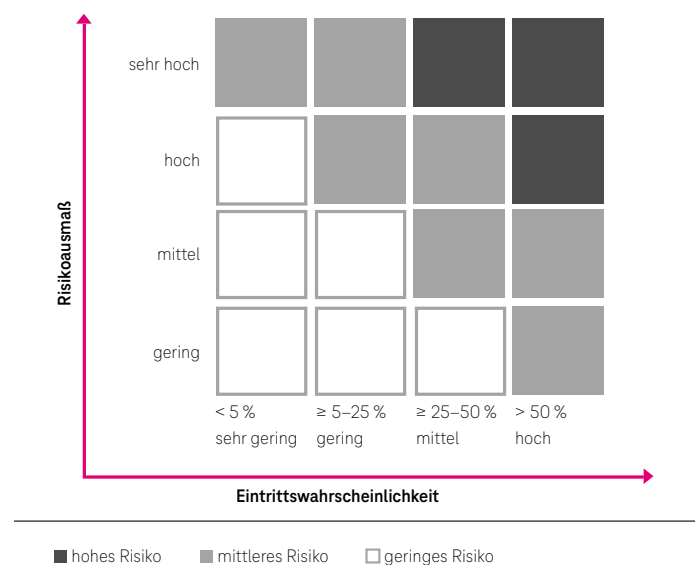 sehr hoch
hoch
mittel
gering
Risikoausmaß
< 5 % ≥ 5–25 % ≥ 25–50 % > 50 %
sehr gering gering mittel hoch
Eintrittswahrscheinlichkeit
hohes Risiko mittleres Risiko geringes Risiko